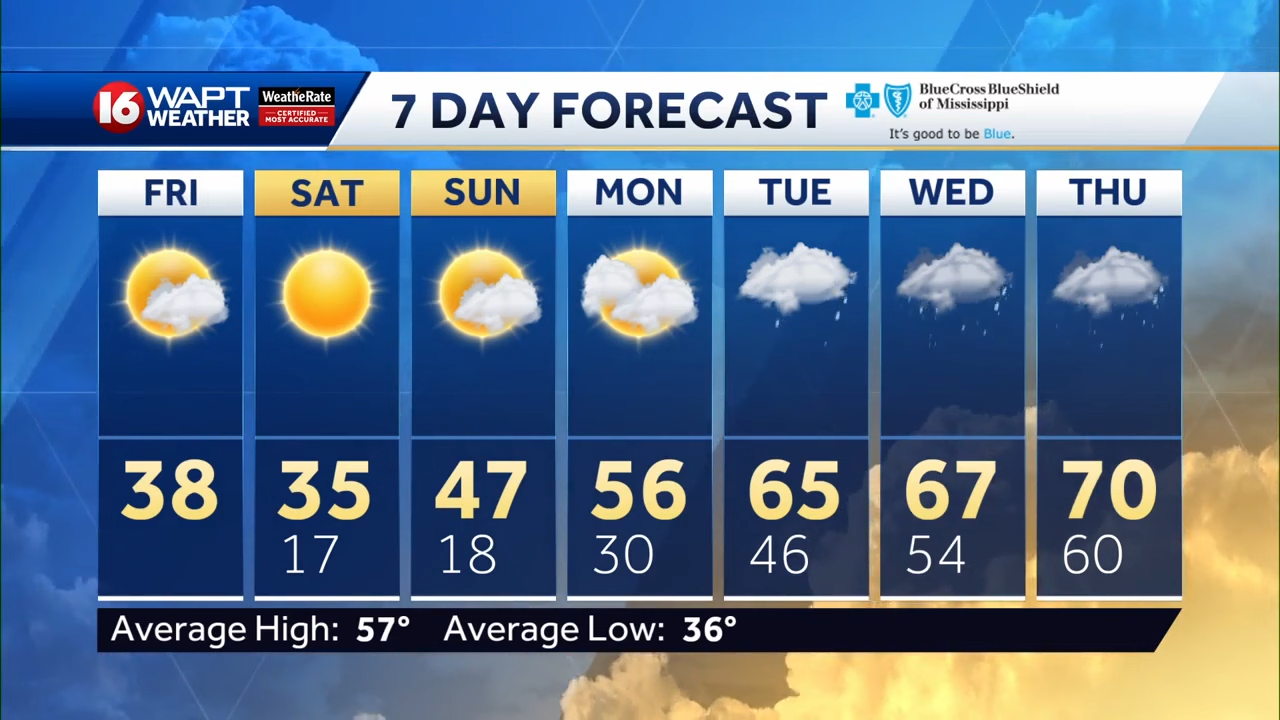 16 WAPT WEATHER
WeatheRate
CERTIFIED
MOST ACCURATE
7 DAY FORECAST
BlueCross BlueShield
of Mississippi
It's good to be Blue.
FRI SAT SUN MON TUE WED THU
38 35 47 56 65 67 70
17 18 30 46 54 60
Average High: 57° Average Low: 36°